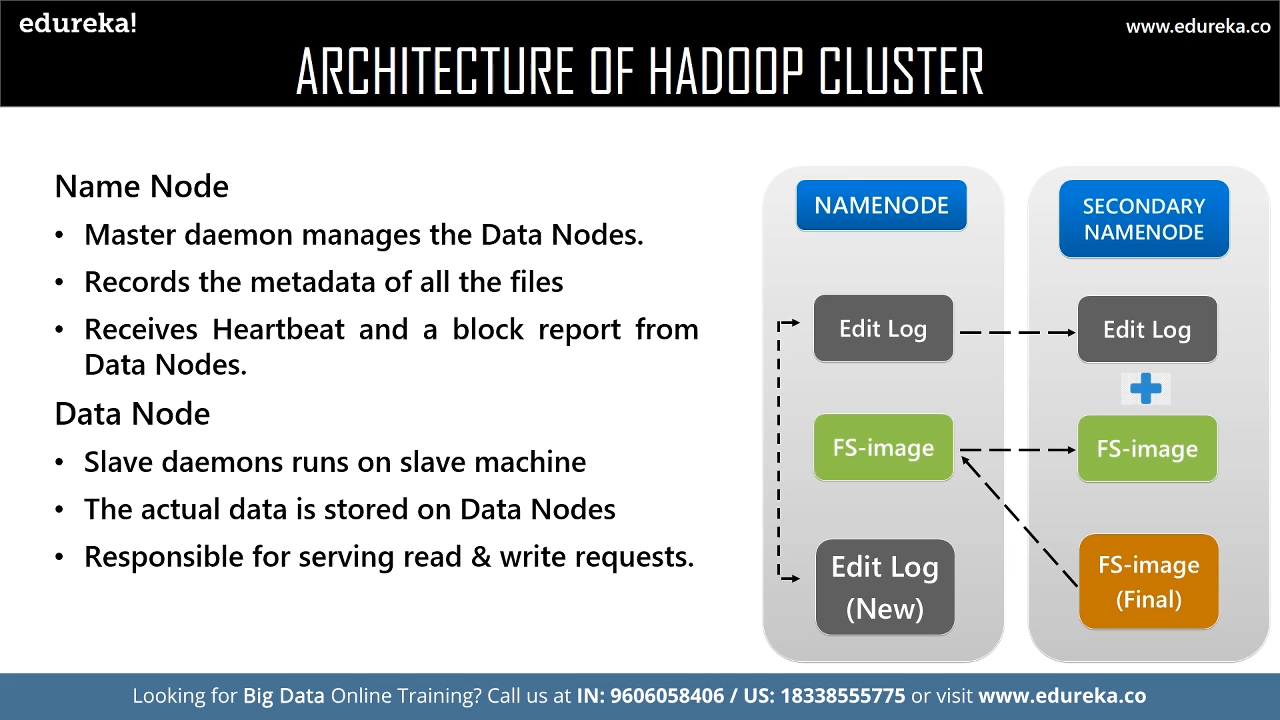 edureka!
www.edureka.co
ARCHITECTURE OF HADOOP CLUSTER
Name Node
• Master daemon manages the Data Nodes.
• Records the metadata of all the files
• Receives Heartbeat and a block report from
Data Nodes.
Data Node
• Slave daemons runs on slave machine
• The actual data is stored on Data Nodes
• Responsible for serving read & write requests.
NAMENODE
Edit Log
FS-image
Edit Log
(New)
SECONDARY
NAMENODE
Edit Log
FS-image
FS-image
(Final)
Looking for Big Data Online Training? Call us at IN: 9606058406 / US: 18338555775 or visit www.edureka.co